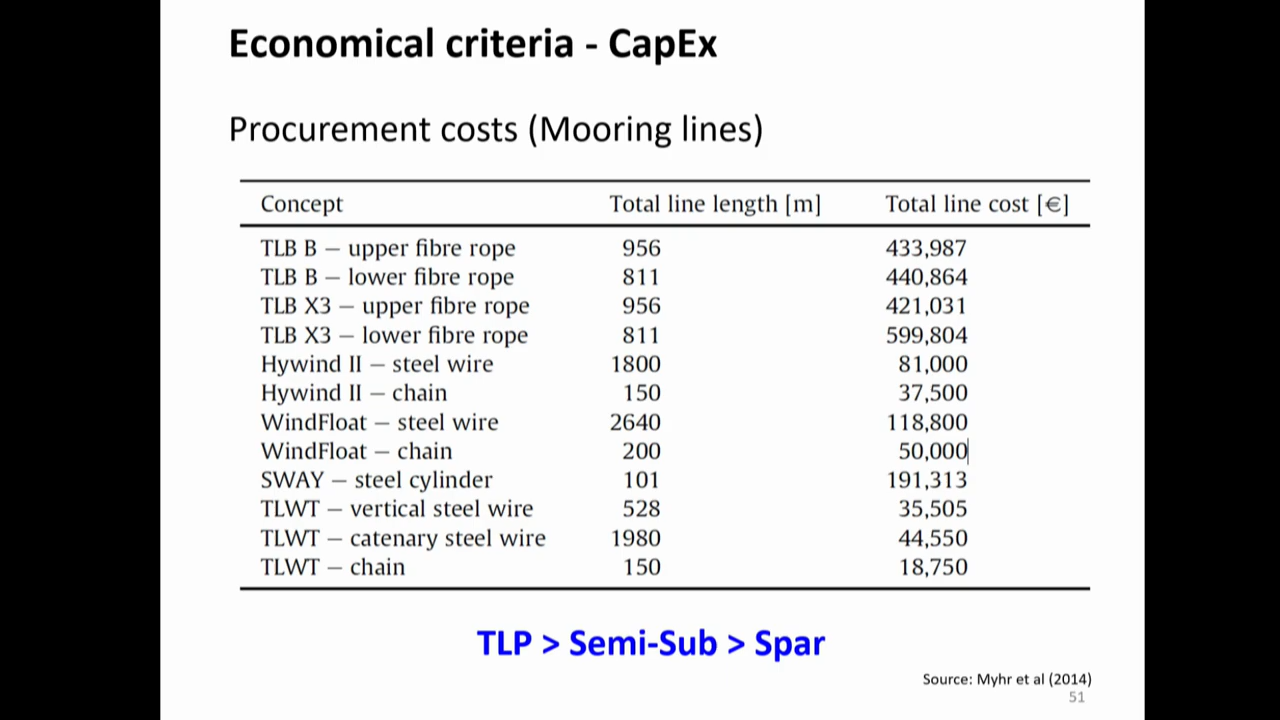 Economical criteria - CapEx
Procurement costs (Mooring lines)
Concept Total line length [m] Total line cost [€]
TLB B – upper fibre rope 956 433,987
TLB B – lower fibre rope 811 440,864
TLB X3 – upper fibre rope 956 421,031
TLB X3 – lower fibre rope 811 599,804
Hywind II – steel wire 1800 81,000
Hywind II – chain 150 37,500
WindFloat – steel wire 2640 118,800
WindFloat – chain 200 50,000
SWAY – steel cylinder 101 191,313
TLWT – vertical steel wire 528 35,505
TLWT – catenary steel wire 1980 44,550
TLWT – chain 150 18,750
TLP > Semi-Sub > Spar
Source: Myhr et al (2014)
51